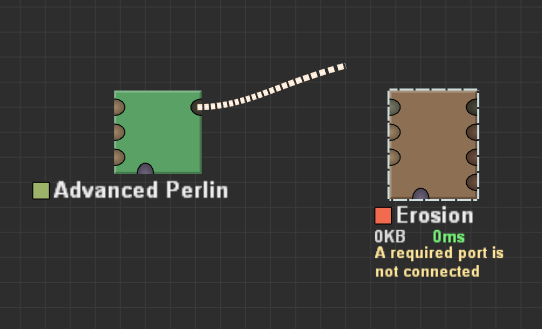 Advanced Perlin
Erosion
0KB 0ms
A required port is
not connected